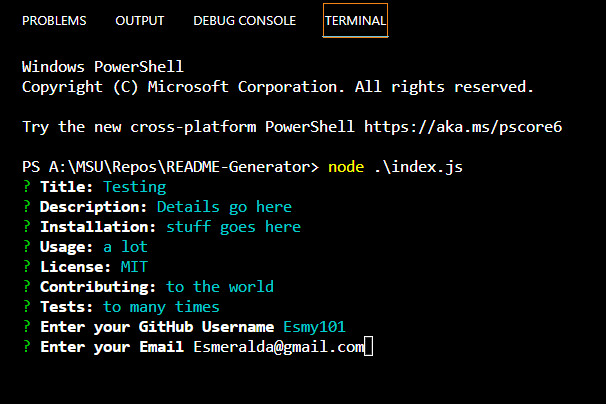 PROBLEMS OUTPUT DEBUG CONSOLE TERMINAL
Windows PowerShell
Copyright (C) Microsoft Corporation. All rights reserved.
Try the new cross-platform PowerShell https://aka.ms/pscore6
PS A:\MSU\Repos\README-Generator> node .\index.js
? Title: Testing
? Description: Details go here
? Installation: stuff goes here
? Usage: a lot
? License: MIT
? Contributing: to the world
? Tests: to many times
? Enter your GitHub Username Esmy101
? Enter your Email Esmeralda@gmail.com